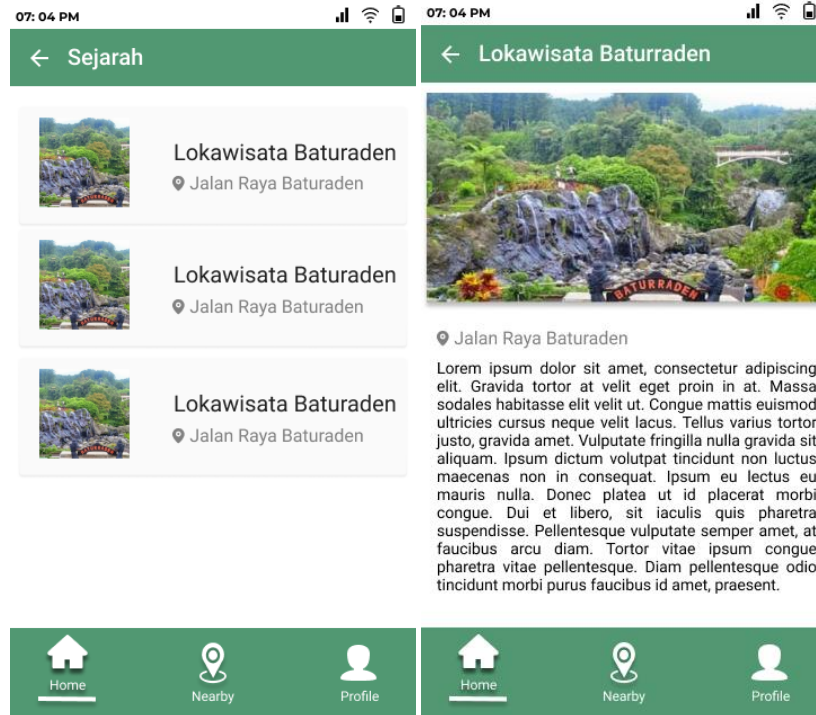 07: 04 PM
Sejarah
Lokawisata Baturaden
Jalan Raya Baturaden
Lokawisata Baturaden
Jalan Raya Baturaden
Lokawisata Baturaden
Jalan Raya Baturaden
Home
Nearby
Profile
07: 04 PM
Lokawisata Baturraden
BATURRADEN
Jalan Raya Baturaden
Lorem ipsum dolor sit amet, consectetur adipiscing
elit. Gravida tortor at velit eget proin in at. Massa
sodales habitasse elit velit ut. Congue mattis euismod
ultricies cursus neque velit lacus. Tellus varius tortor
justo, gravida amet. Vulputate fringilla nulla gravida sit
aliquam. Ipsum dictum volutpat tincidunt non luctus
maecenas non in consequat. Ipsum eu lectus eu
mauris nulla. Donec platea ut id placerat morbi
congue. Dui et libero, sit iaculis quis pharetra
suspendisse. Pellentesque vulputate semper amet, at
faucibus arcu diam. Tortor vitae ipsum congue
pharetra vitae pellentesque. Diam pellentesque odio
tincidunt morbi purus faucibus id amet, praesent.
Home
Nearby
Profile